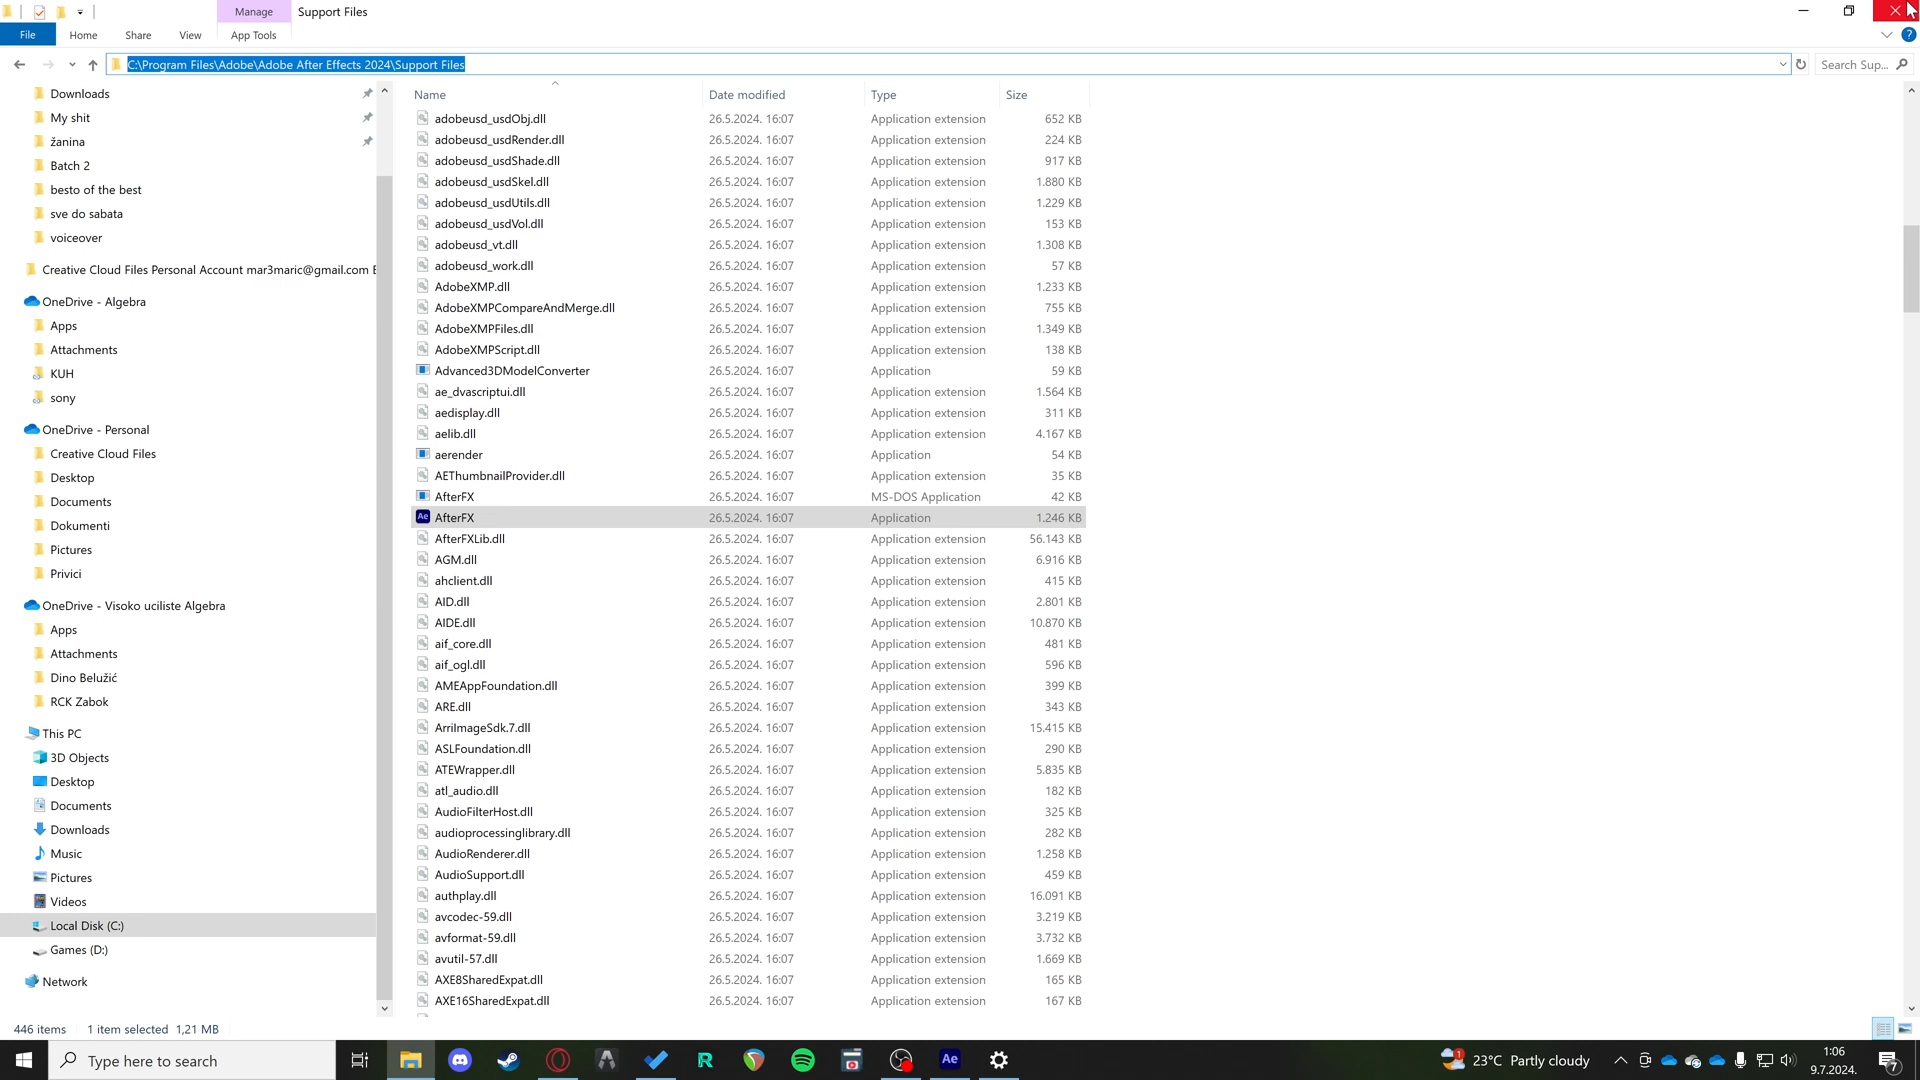 Manage
Support Files
File
Home
Share
View
App Tools
C:\Program Files\Adobe\Adobe After Effects 2024\Support Files
Search Sup...
Downloads
My shit
žanina
Batch 2
besto of the best
sve do sabata
voiceover
Creative Cloud Files Personal Account mar3maric@gmail.com E
OneDrive - Algebra
Apps
Attachments
KUH
sony
OneDrive - Personal
Creative Cloud Files
Desktop
Documents
Dokumenti
Pictures
Privici
OneDrive - Visoko uciliste Algebra
Apps
Attachments
Dino Belužić
RCK Zabok
This PC
3D Objects
Desktop
Documents
Downloads
Music
Pictures
Videos
Local Disk (C:)
Games (D:)
Network
Name Date modified Type Size
adobeusd_usdObj.dll 26.5.2024. 16:07 Application extension 652 KB
adobeusd_usdRender.dll 26.5.2024. 16:07 Application extension 224 KB
adobeusd_usdShade.dll 26.5.2024. 16:07 Application extension 917 KB
adobeusd_usdSkel.dll 26.5.2024. 16:07 Application extension 1.880 KB
adobeusd_usdUtils.dll 26.5.2024. 16:07 Application extension 1.229 KB
adobeusd_usdVol.dll 26.5.2024. 16:07 Application extension 153 KB
adobeusd_vt.dll 26.5.2024. 16:07 Application extension 1.308 KB
adobeusd_work.dll 26.5.2024. 16:07 Application extension 57 KB
AdobeXMP.dll 26.5.2024. 16:07 Application extension 1.233 KB
AdobeXMPCompareAndMerge.dll 26.5.2024. 16:07 Application extension 755 KB
AdobeXMPFiles.dll 26.5.2024. 16:07 Application extension 1.349 KB
AdobeXMPScript.dll 26.5.2024. 16:07 Application extension 138 KB
Advanced3DModelConverter 26.5.2024. 16:07 Application 59 KB
ae_dvascriptui.dll 26.5.2024. 16:07 Application extension 1.564 KB
aedisplay.dll 26.5.2024. 16:07 Application extension 311 KB
aelib.dll 26.5.2024. 16:07 Application extension 4.167 KB
aerender 26.5.2024. 16:07 Application 54 KB
AEThumbnailProvider.dll 26.5.2024. 16:07 Application extension 35 KB
AfterFX 26.5.2024. 16:07 MS-DOS Application 42 KB
Ae AfterFX 26.5.2024. 16:07 Application 1.246 KB
AfterFXLib.dll 26.5.2024. 16:07 Application extension 56.143 KB
AGM.dll 26.5.2024. 16:07 Application extension 6.916 KB
ahclient.dll 26.5.2024. 16:07 Application extension 415 KB
AID.dll 26.5.2024. 16:07 Application extension 2.801 KB
AIDE.dll 26.5.2024. 16:07 Application extension 10.870 KB
aif_core.dll 26.5.2024. 16:07 Application extension 481 KB
aif_ogl.dll 26.5.2024. 16:07 Application extension 596 KB
AMEAppFoundation.dll 26.5.2024. 16:07 Application extension 399 KB
ARE.dll 26.5.2024. 16:07 Application extension 343 KB
ArriImageSdk.7.dll 26.5.2024. 16:07 Application extension 15.415 KB
ASLFoundation.dll 26.5.2024. 16:07 Application extension 290 KB
ATEWrapper.dll 26.5.2024. 16:07 Application extension 5.835 KB
atl_audio.dll 26.5.2024. 16:07 Application extension 182 KB
AudioFilterHost.dll 26.5.2024. 16:07 Application extension 325 KB
audioprocessinglibrary.dll 26.5.2024. 16:07 Application extension 282 KB
AudioRenderer.dll 26.5.2024. 16:07 Application extension 1.258 KB
AudioSupport.dll 26.5.2024. 16:07 Application extension 459 KB
authplay.dll 26.5.2024. 16:07 Application extension 16.091 KB
avcodec-59.dll 26.5.2024. 16:07 Application extension 3.219 KB
avformat-59.dll 26.5.2024. 16:07 Application extension 3.732 KB
avutil-57.dll 26.5.2024. 16:07 Application extension 1.669 KB
AXE8SharedExpat.dll 26.5.2024. 16:07 Application extension 165 KB
AXE16SharedExpat.dll 26.5.2024. 16:07 Application extension 167 KB
446 items 1 item selected 1,21 MB
Type here to search
R
Ae
1
23°C Partly cloudy
1:06
9.7.2024.
7